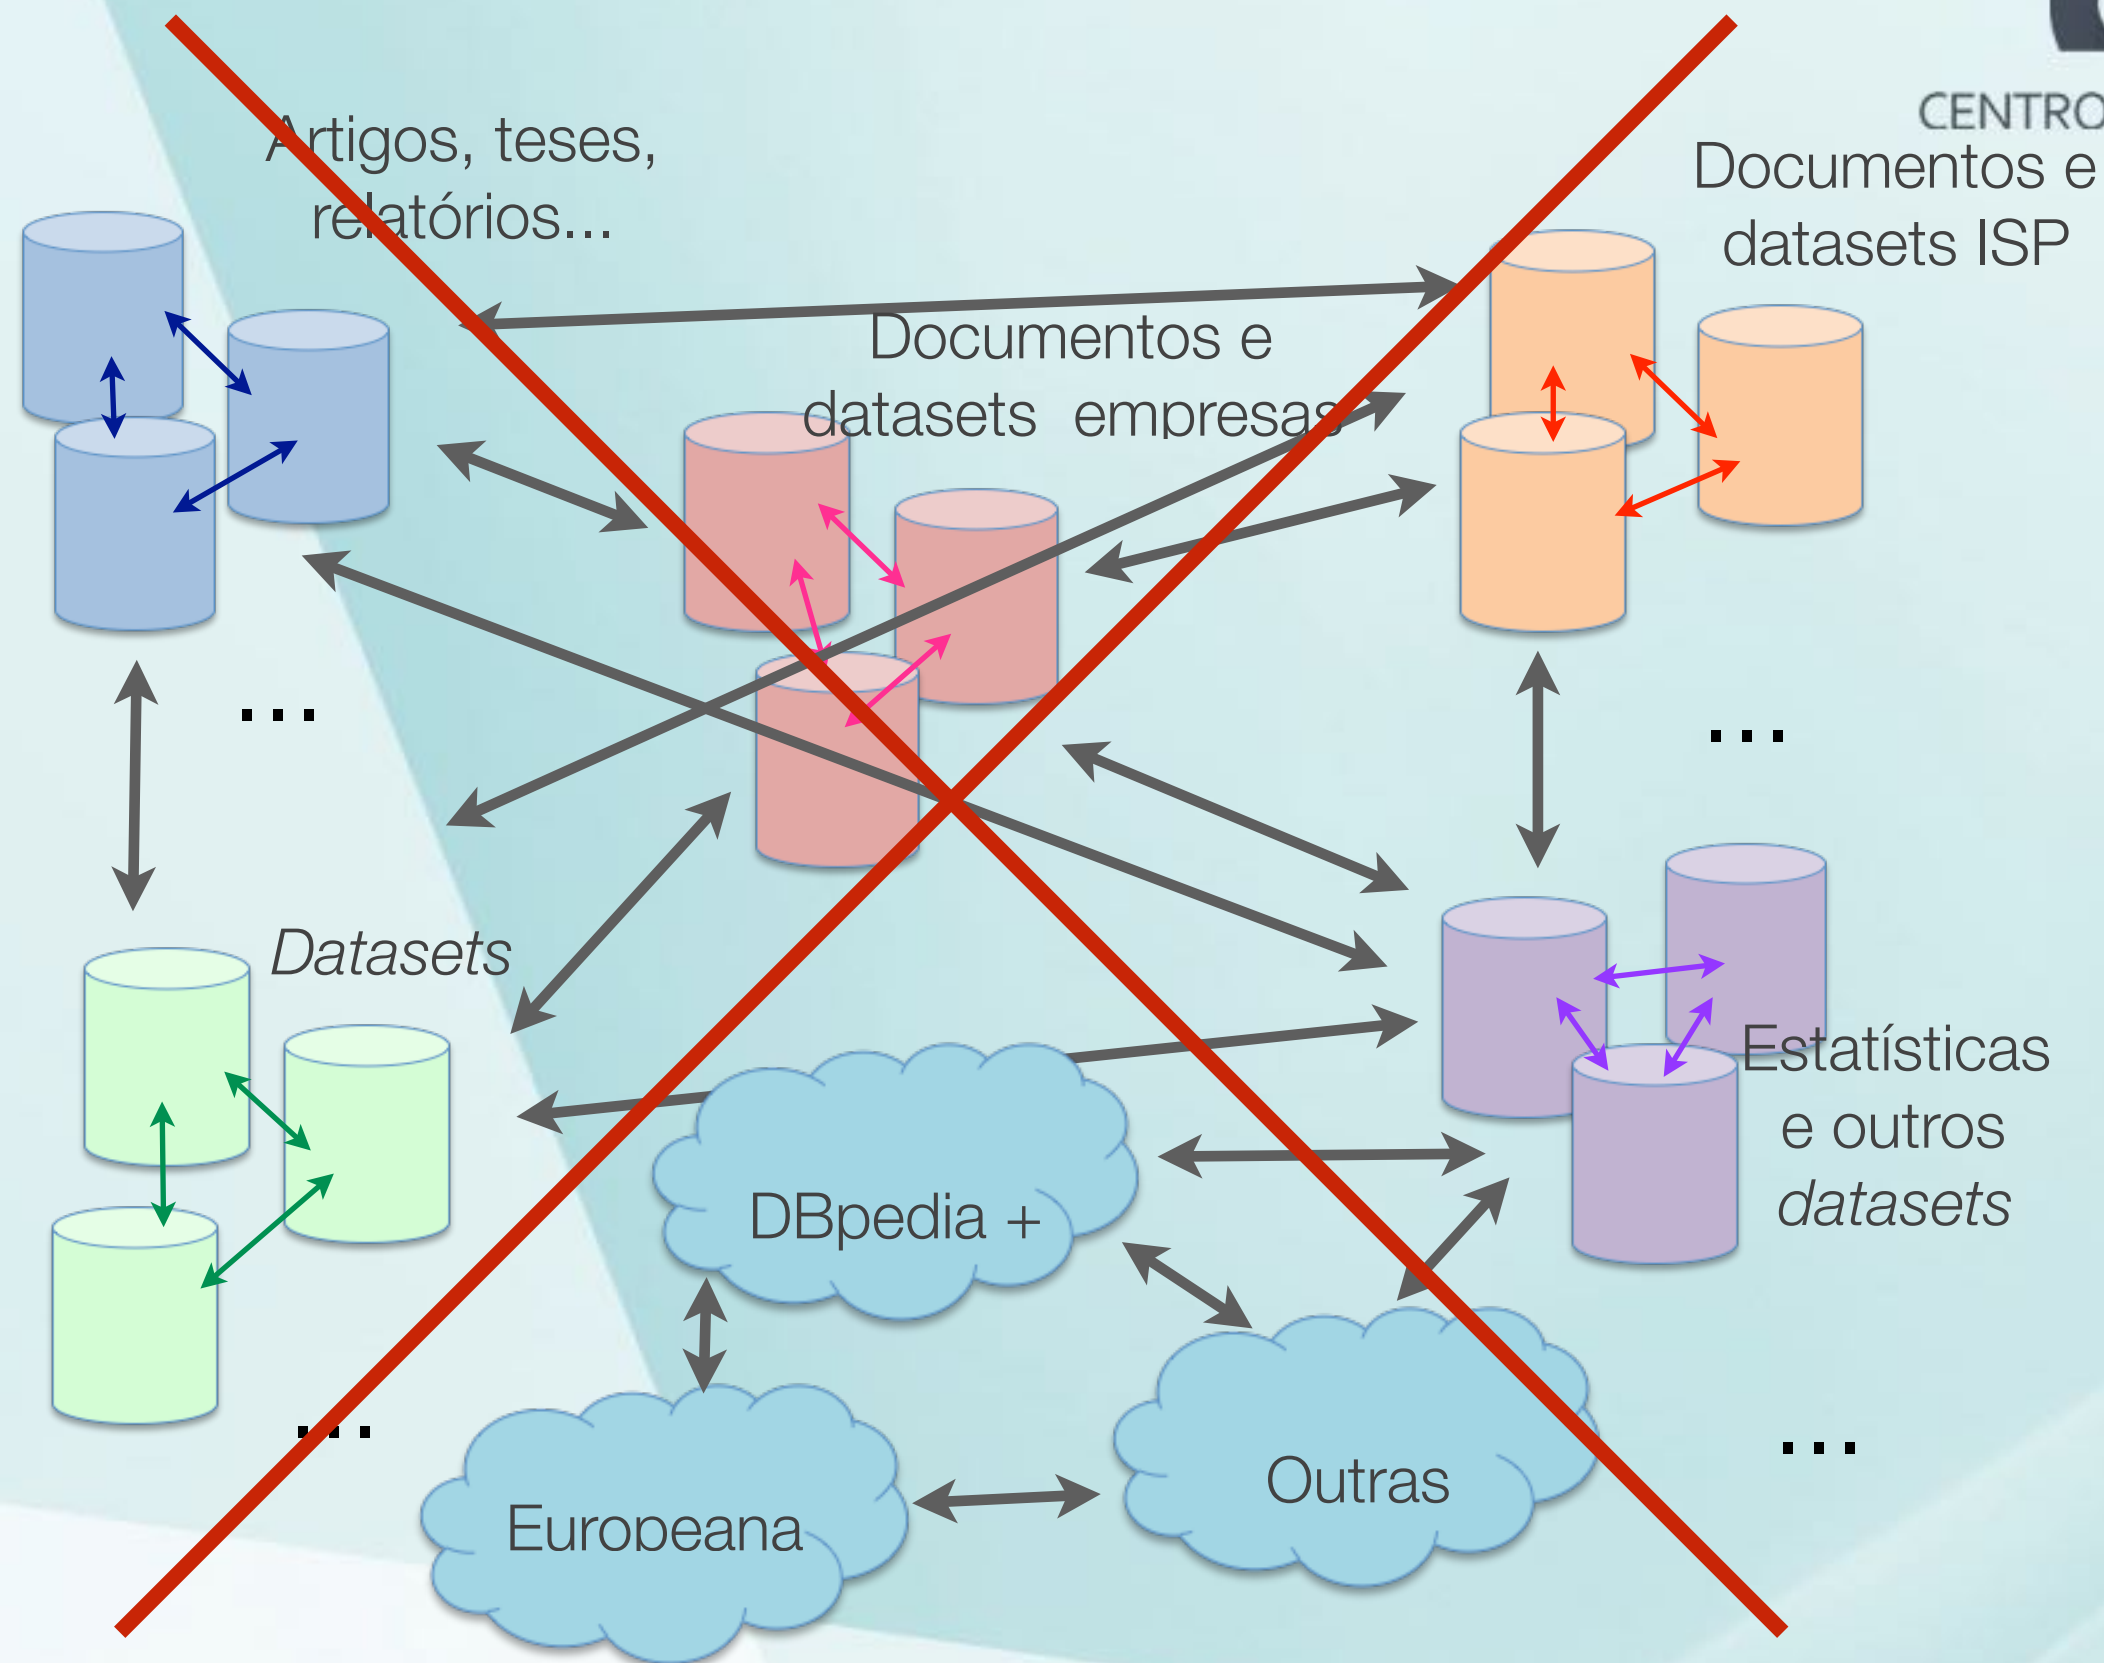 CENTRO
Artigos, teses,
relatórios...
Documentos e
datasets ISP
Documentos e
datasets empresas
...
...
Datasets
Estatísticas
e outros
datasets
DBpedia +
...
...
Outras
Europeana